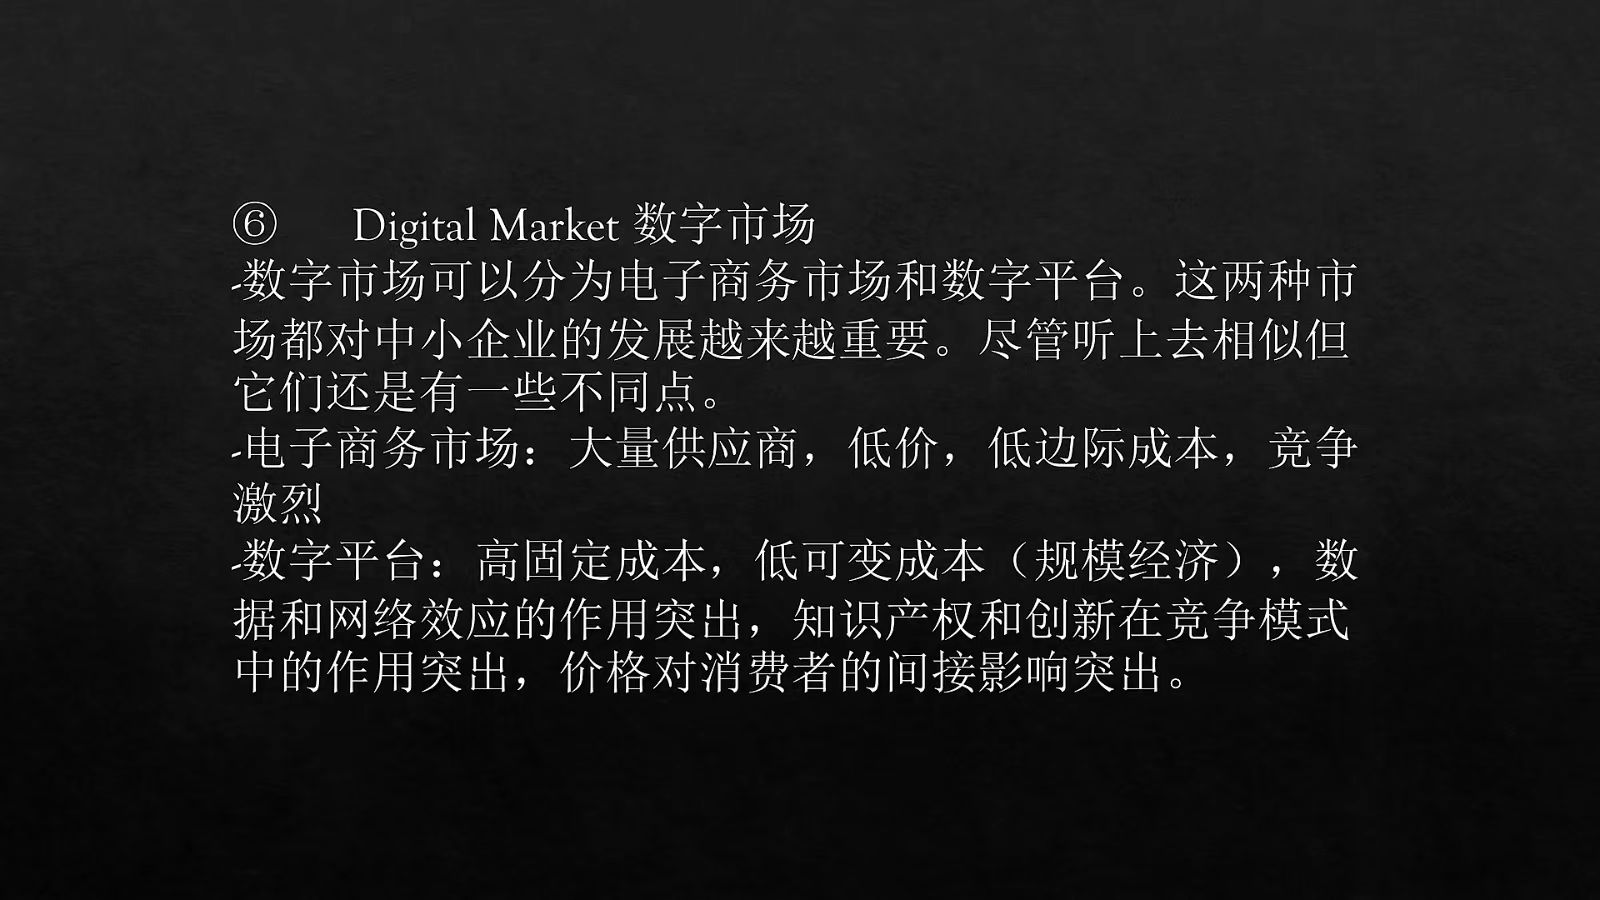 ⑥ Digital Market 数字市场
-数字市场可以分为电子商务市场和数字平台。这两种市
场都对中小企业的发展越来越重要。尽管听上去相似但
它们还是有一些不同点。
-电子商务市场：大量供应商，低价，低边际成本，竞争
激烈
-数字平台：高固定成本，低可变成本（规模经济），数
据和网络效应的作用突出，知识产权和创新在竞争模式
中的作用突出，价格对消费者的间接影响突出。